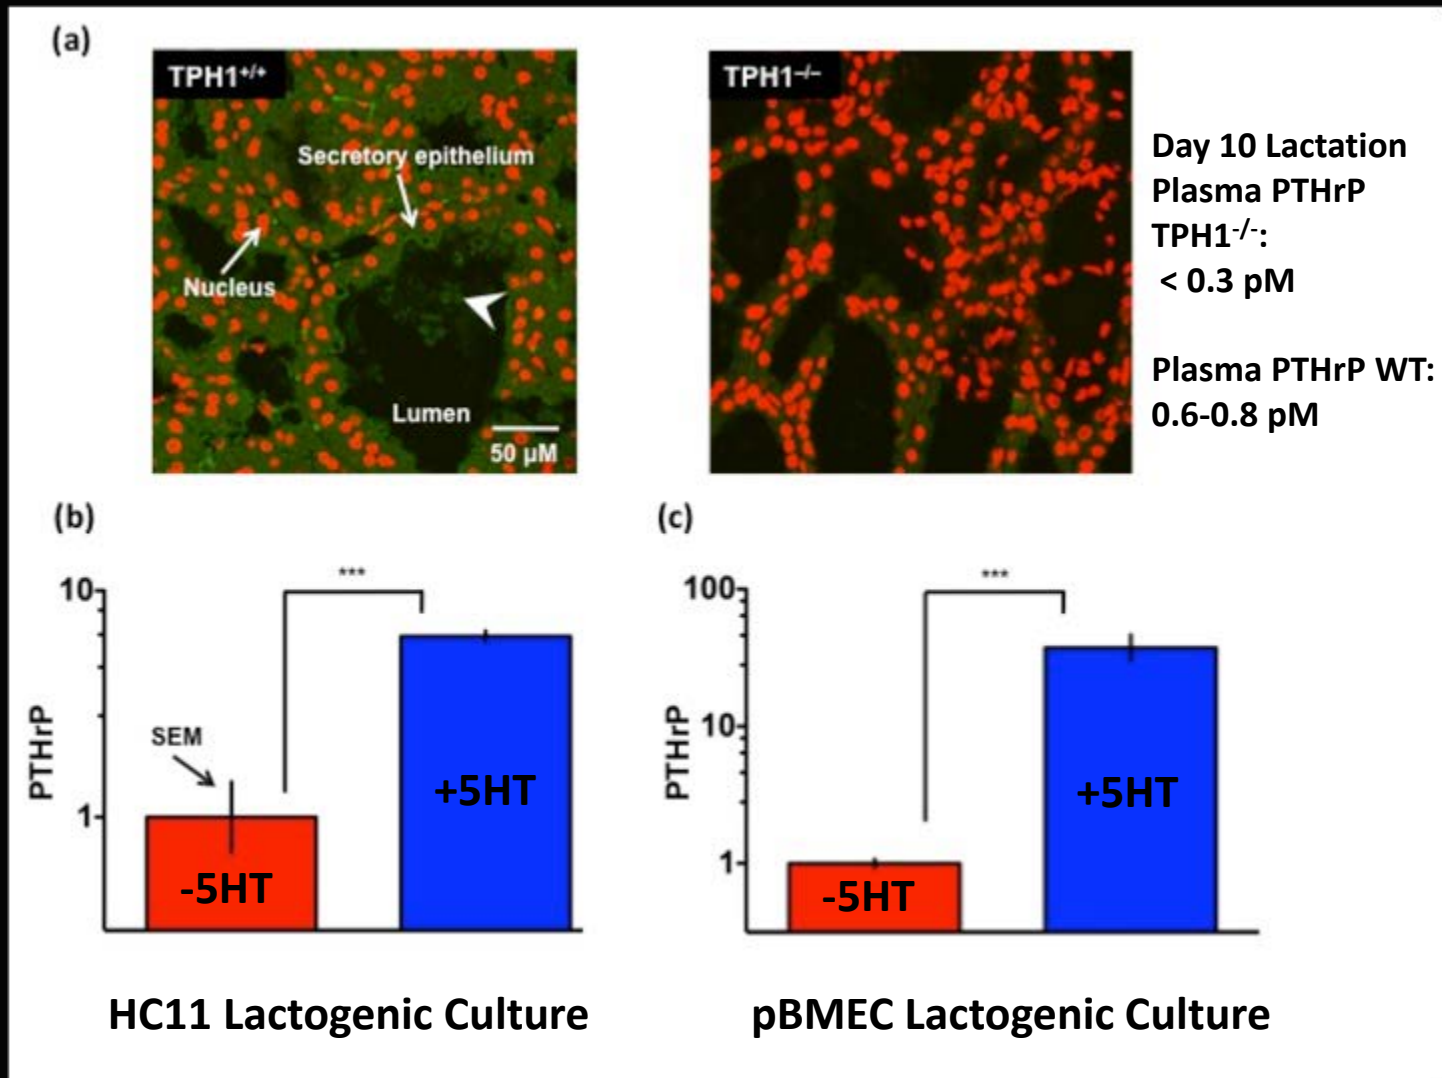 (a)
TPH1+/+
Secretory epithelium
Nucleus
Lumen
50 μM
TPH1–/–
Day 10 Lactation
Plasma PTHrP
TPH1-/-:
< 0.3 pM
Plasma PTHrP WT:
0.6-0.8 pM
(b)
10
***
PTHrP
SEM
1
-5HT
+5HT
HC11 Lactogenic Culture
(c)
100
***
10
PTHrP
1
-5HT
+5HT
pBMEC Lactogenic Culture